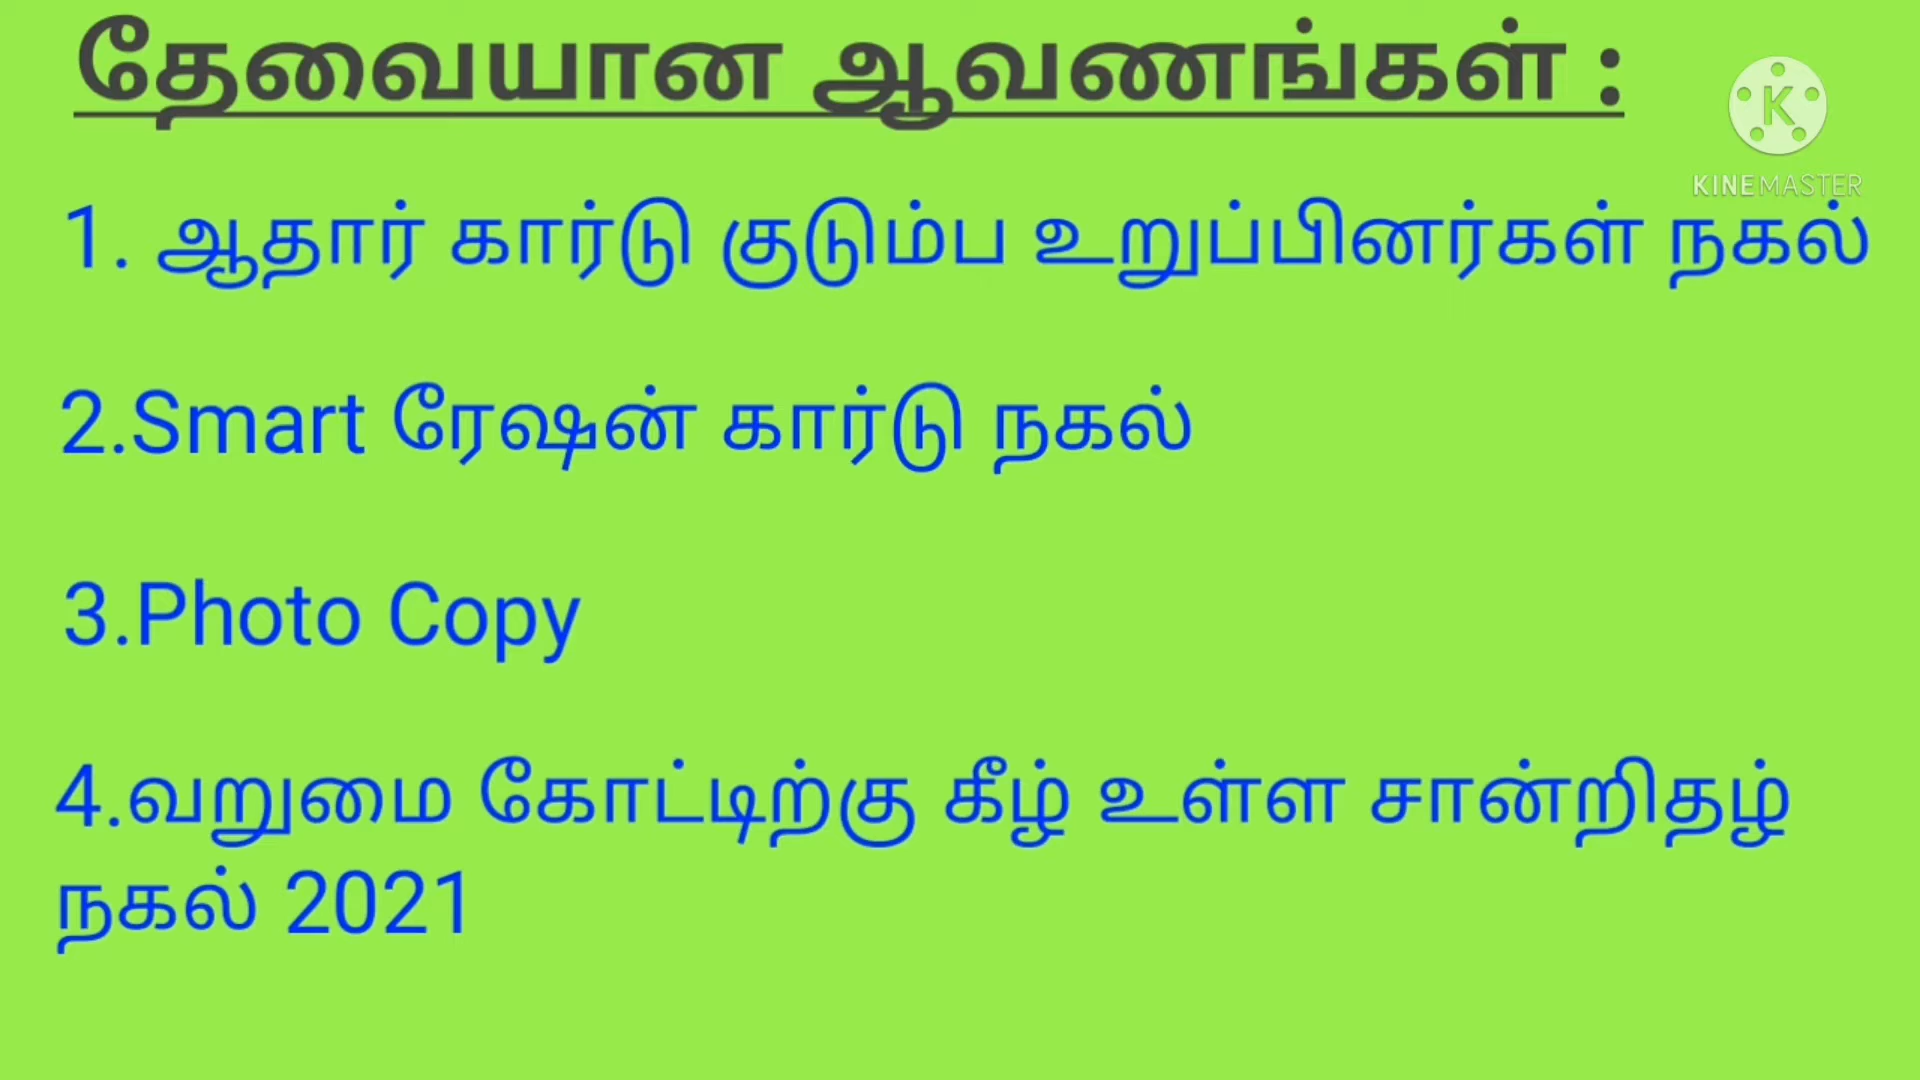 தேவையான ஆவணங்கள் :
KINEMASTER
1. ஆதார் கார்டு குடும்ப உறுப்பினர்கள் நகல்
2.Smart ரேஷன் கார்டு நகல்
3.Photo Copy
4.வறுமை கோட்டிற்கு கீழ் உள்ள சான்றிதழ்
நகல் 2021